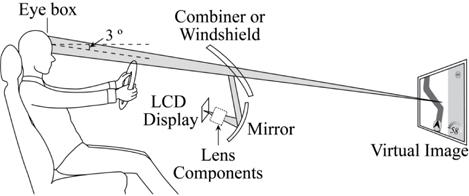 Eye box
3 °
Combiner or
Windshield
LCD
Display
Mirror
Lens
Components
Virtual Image
58